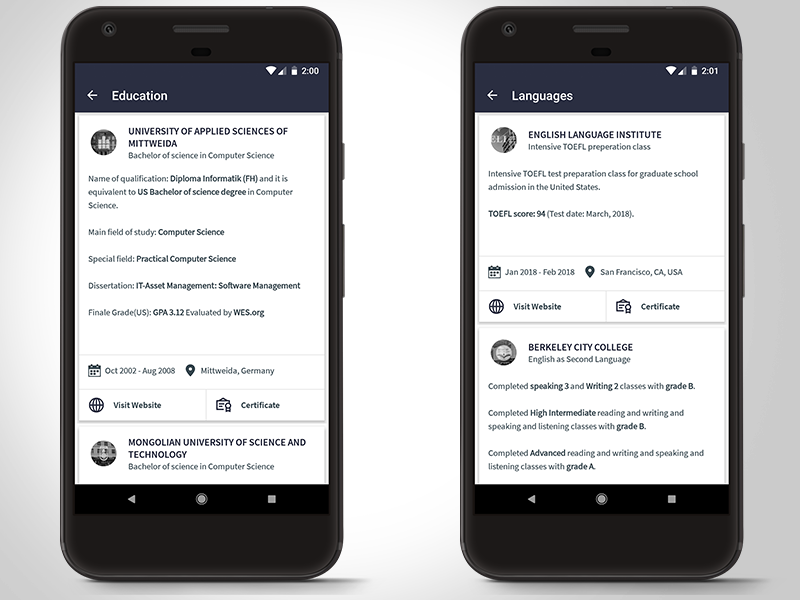 2:00
Education
UNIVERSITY OF APPLIED SCIENCES OF
MITTWEIDA
Bachelor of science in Computer Science
Name of qualification: Diploma Informatik (FH) and it is
equivalent to US Bachelor of science degree in Computer
Science.
Main field of study: Computer Science
Special field: Practical Computer Science
Dissertation: IT-Asset Management: Software Management
Finale Grade(US): GPA 3.12 Evaluated by WES.org
Oct 2002 - Aug 2008
Mittweida, Germany
Visit Website
Certificate
MONGOLIAN UNIVERSITY OF SCIENCE AND
TECHNOLOGY
Bachelor of science in Computer Science
2:01
Languages
ENGLISH LANGUAGE INSTITUTE
Intensive TOEFL preperation class
Intensive TOEFL test preparation class for graduate school
admission in the United States.
TOEFL score: 94 (Test date: March, 2018).
Jan 2018 - Feb 2018
San Francisco, CA, USA
Visit Website
Certificate
BERKELEY CITY COLLEGE
English as Second Language
Completed speaking 3 and Writing 2 classes with grade B.
Completed High Intermediate reading and writing and
speaking and listening classes with grade B.
Completed Advanced reading and writing and speaking and
listening classes with grade A.